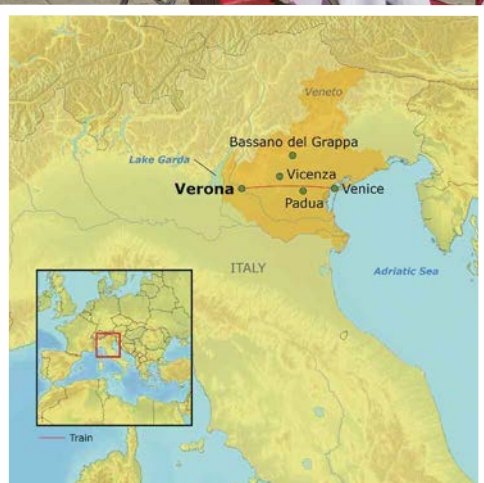 Veneto
Bassano del Grappa
Lake Garda
Vicenza
Verona
Venice
Padua
ITALY
Adriatic Sea
Train